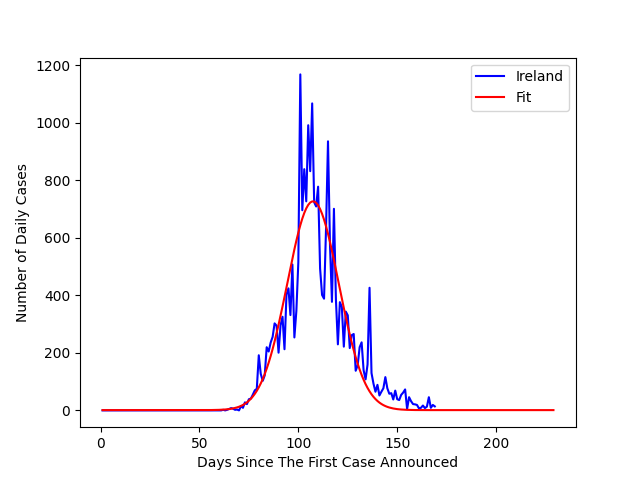 Ireland
Fit
1200
1000
800
600
400
200
0
Number of Daily Cases
0 50 100 150 200
Days Since The First Case Announced